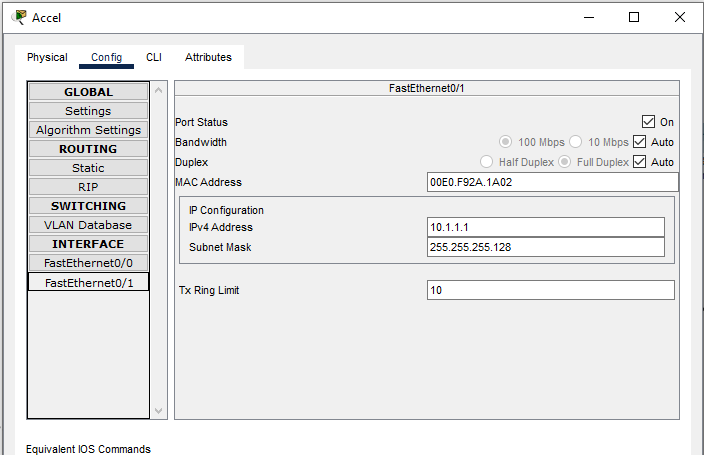 Accel
Physical Config CLI Attributes
GLOBAL
Settings
Algorithm Settings
ROUTING
Static
RIP
SWITCHING
VLAN Database
INTERFACE
FastEthernet0/0
FastEthernet0/1
FastEthernet0/1
Port Status On
Bandwidth 100 Mbps 10 Mbps Auto
Duplex Half Duplex Full Duplex Auto
MAC Address 00E0.F92A.1A02
IP Configuration
IPv4 Address 10.1.1.1
Subnet Mask 255.255.255.128
Tx Ring Limit 10
Equivalent IOS Commands